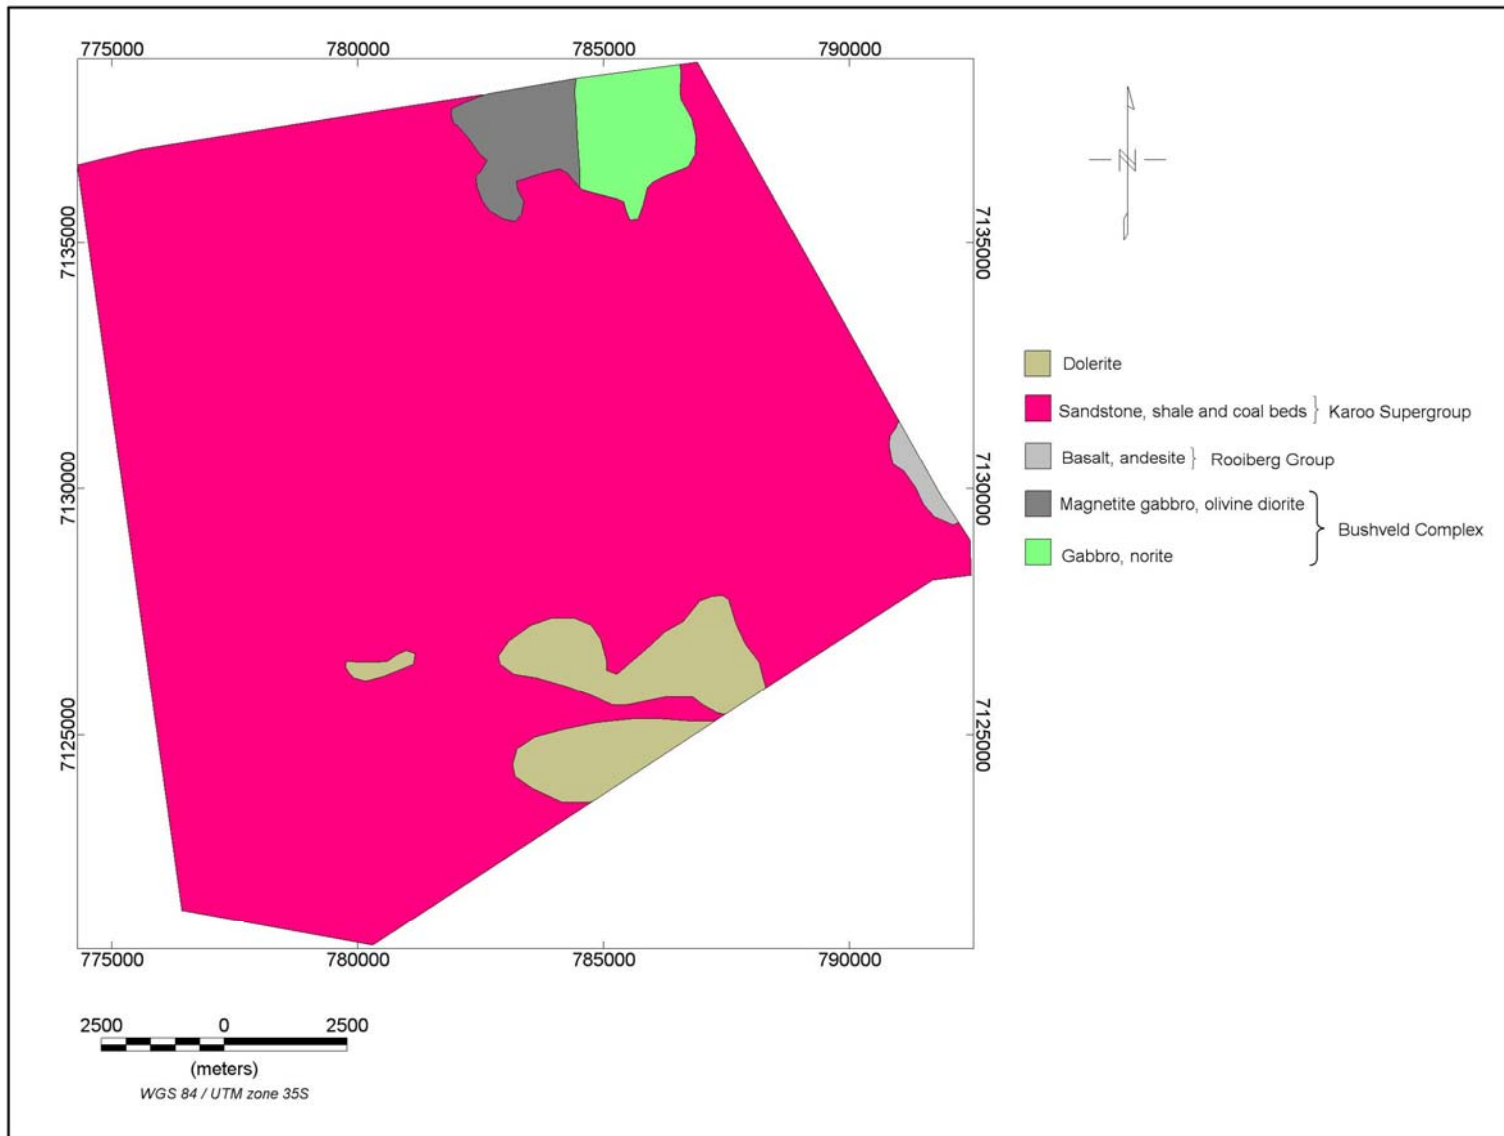 775000 780000 785000 790000
N
7135000 7135000
Dolerite
Sandstone, shale and coal beds } Karoo Supergroup
Basalt, andesite } Rooiberg Group
7130000 7130000
Magnetite gabbro, olivine diorite
Bushveld Complex
Gabbro, norite
7125000 7125000
775000 780000 785000 790000
2500 0 2500
(meters)
WGS 84 / UTM zone 35S